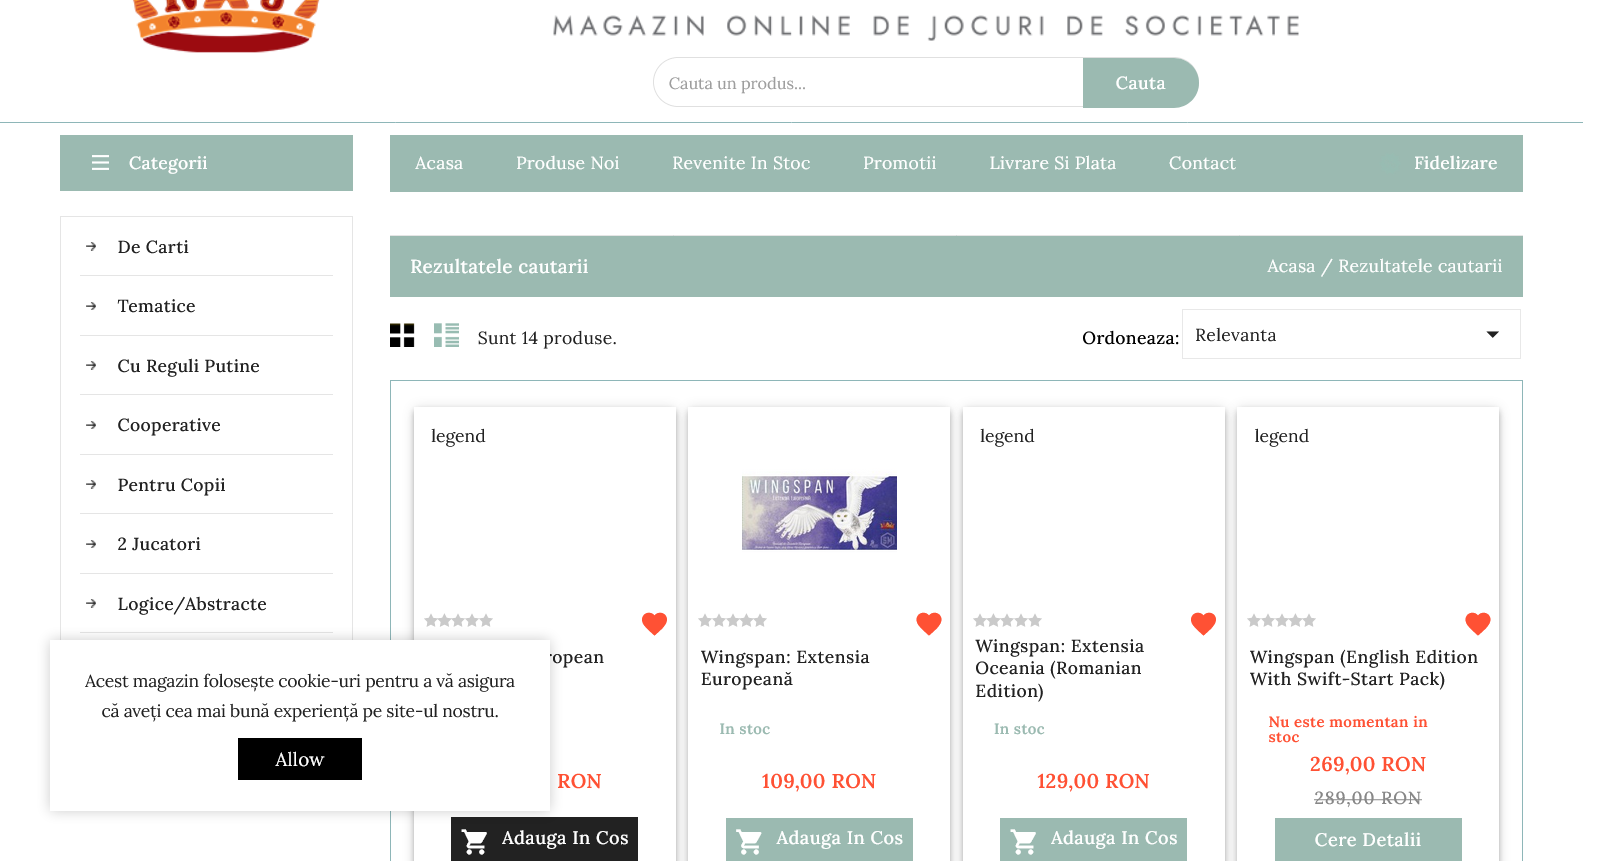 MAGAZIN ONLINE DE JOCURI DE SOCIETATE
Cauta un produs...
Cauta
Categorii
Acasa
Produse Noi
Revenite In Stoc
Promotii
Livrare Si Plata
Contact
Fidelizare
De Carti
Tematice
Cu Reguli Putine
Cooperative
Pentru Copii
2 Jucatori
Logice/Abstracte
Rezultatele cautarii
Acasa / Rezultatele cautarii
Sunt 14 produse.
Ordoneaza:
Relevanta
legend
RON
Adauga In Cos
WINGSPAN
Wingspan: Extensia
Europeană
In stoc
109,00 RON
Adauga In Cos
legend
Wingspan: Extensia
Oceania (Romanian
Edition)
In stoc
129,00 RON
Adauga In Cos
legend
Wingspan (English Edition
With Swift-Start Pack)
Nu este momentan in
stoc
269,00 RON
289,00 RON
Cere Detalii
Acest magazin folosește cookie-uri pentru a vă asigura
că aveți cea mai bună experiență pe site-ul nostru.
Allow